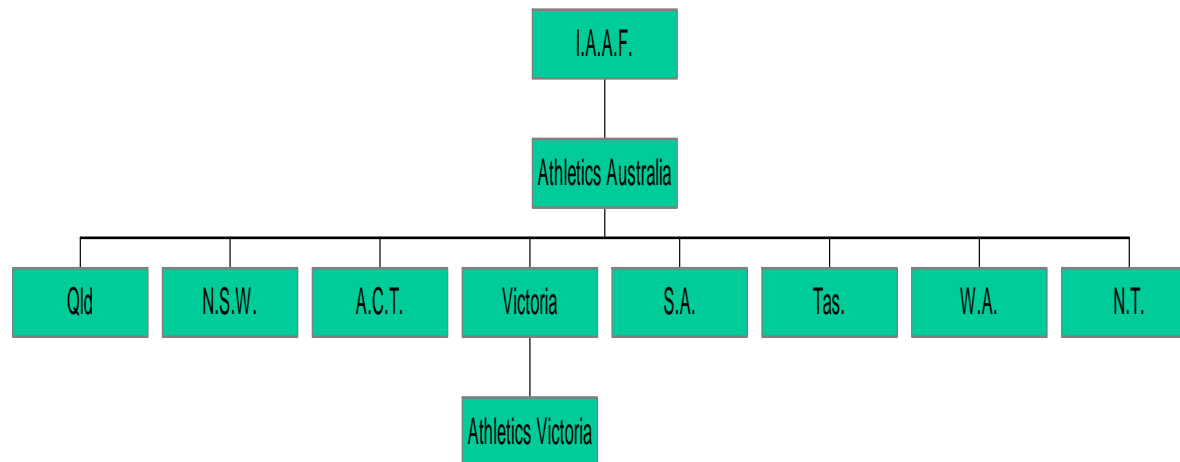 I.A.A.F.
Athletics Australia
Qld
N.S.W.
A.C.T.
Victoria
S.A.
Tas.
W.A.
N.T.
Athletics Victoria